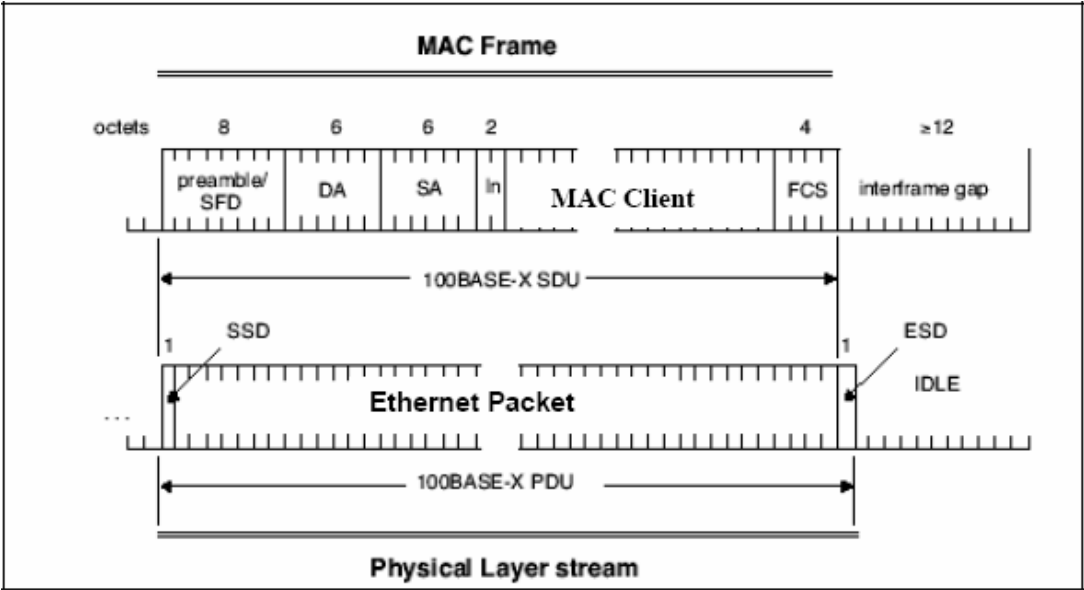 MAC Frame
octets 8 6 6 2 4 ≥12
preamble/ SFD DA SA ln MAC Client FCS interframe gap
100BASE-X SDU
1 SSD 1 ESD
IDLE
... Ethernet Packet
100BASE-X PDU
Physical Layer stream